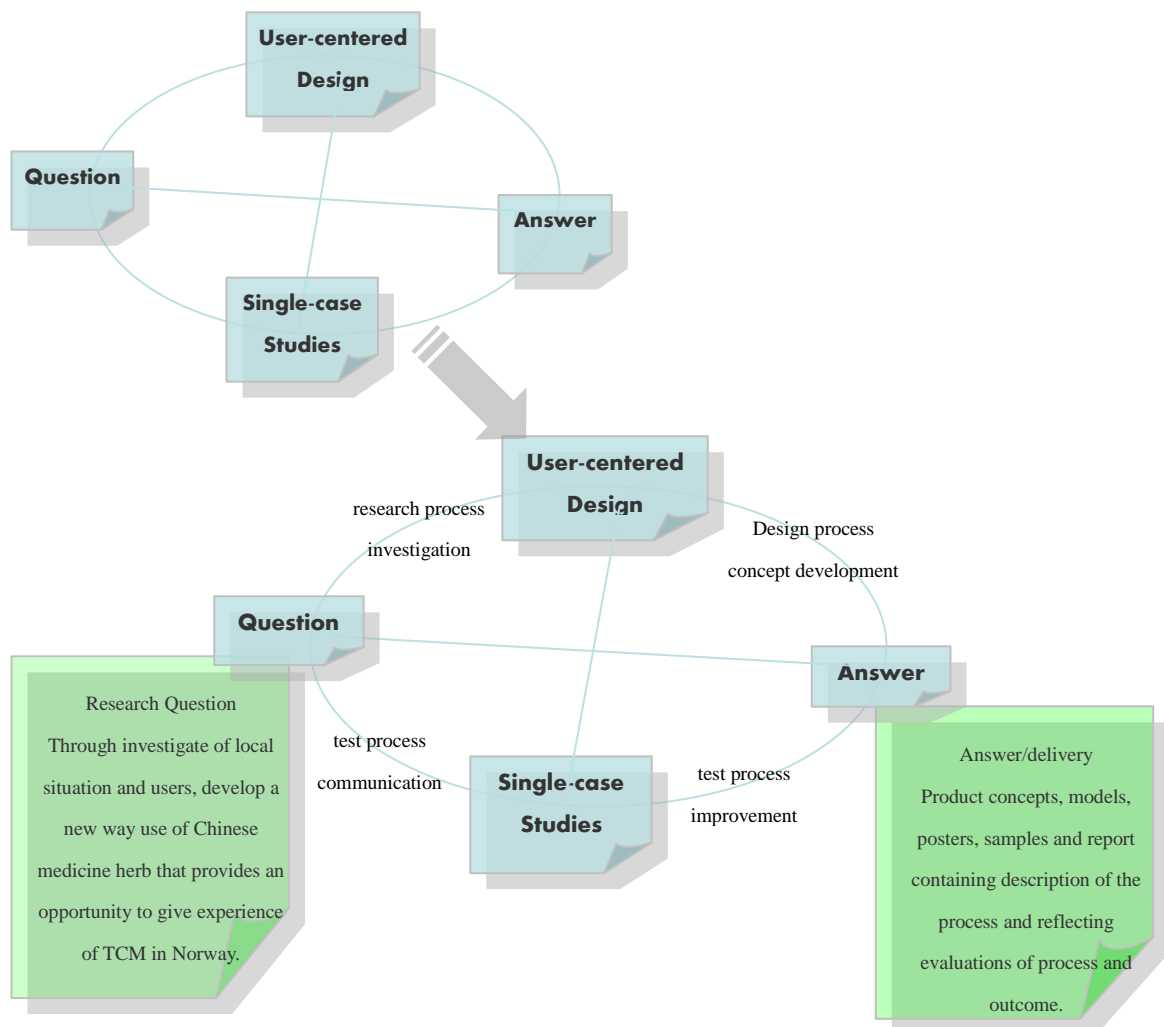 User-centered
Design
Question
Answer
Single-case
Studies
User-centered
Design
research process
investigation
Design process
concept development
Question
Answer
Research Question
Through investigate of local
situation and users, develop a
new way use of Chinese
medicine herb that provides an
opportunity to give experience
of TCM in Norway.
test process
communication
Single-case
Studies
test process
improvement
Answer/delivery
Product concepts, models,
posters, samples and report
containing description of the
process and reflecting
evaluations of process and
outcome.